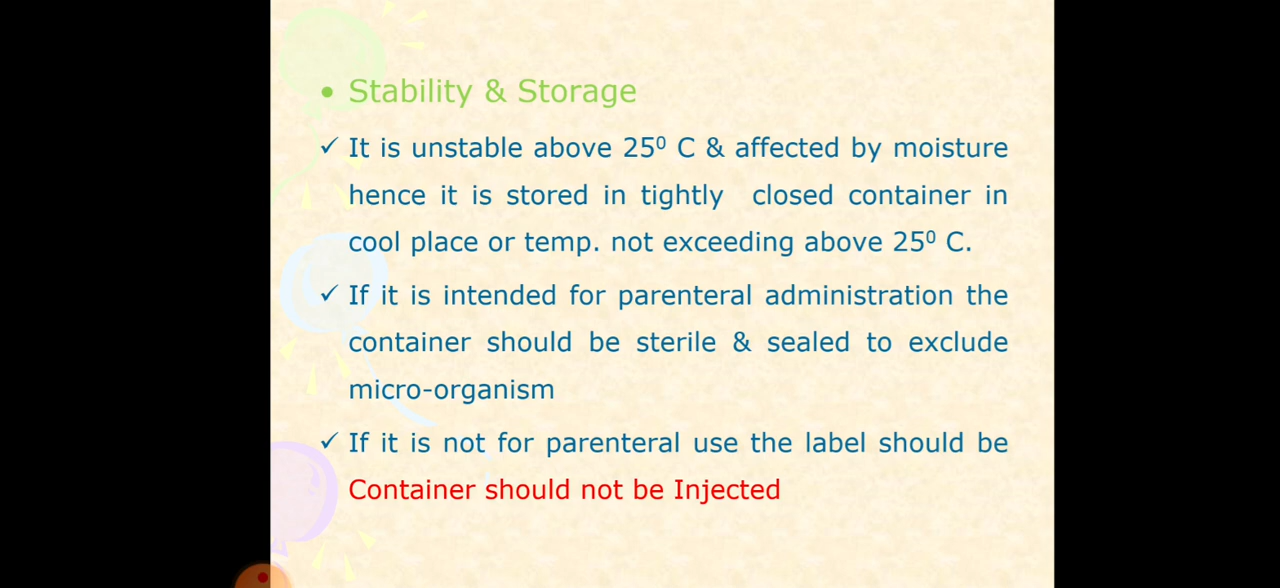 • Stability & Storage
✓ It is unstable above 25⁰ C & affected by moisture
hence it is stored in tightly closed container in
cool place or temp. not exceeding above 25⁰ C.
✓ If it is intended for parenteral administration the
container should be sterile & sealed to exclude
micro-organism
✓ If it is not for parenteral use the label should be
Container should not be Injected